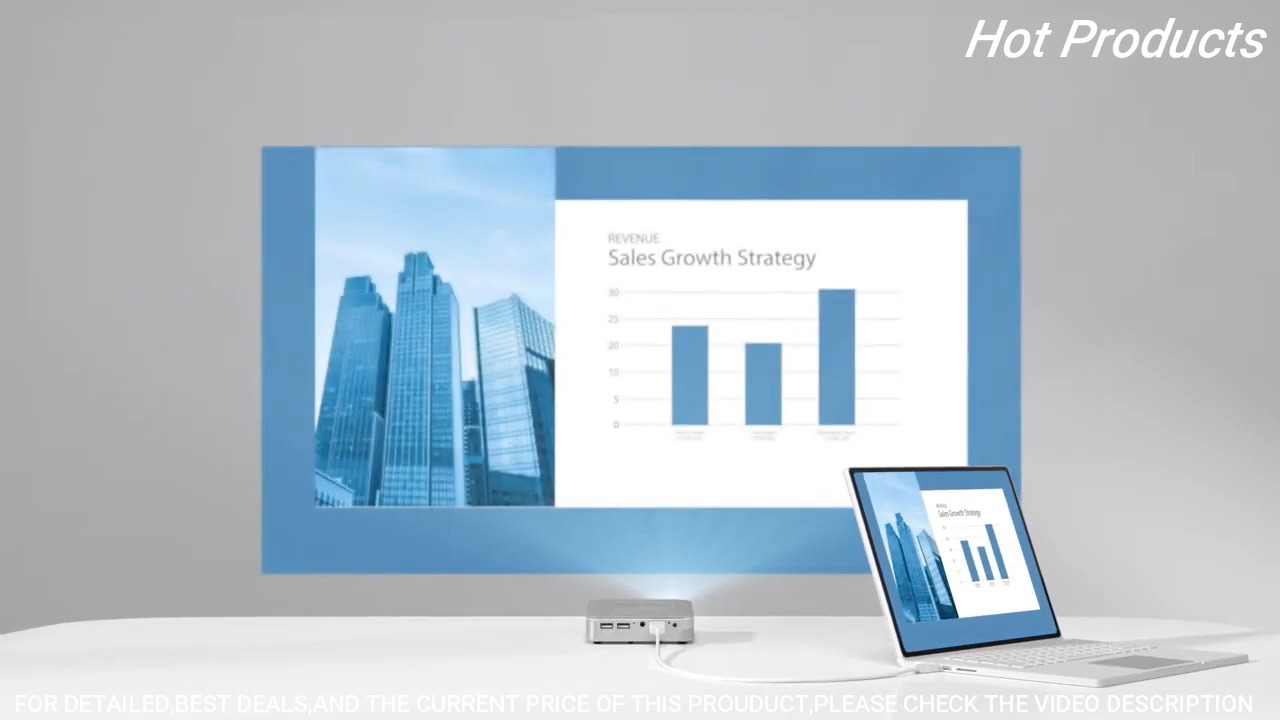 Hot Products
REVENUE
Sales Growth Strategy
30
25
20
10
5
0
REVENUE
Sales Growth Strategy
FOR DETAILED,BEST DEALS,AND THE CURRENT PRICE OF THIS PROUDUCT,PLEASE CHECK THE VIDEO DESCRIPTION